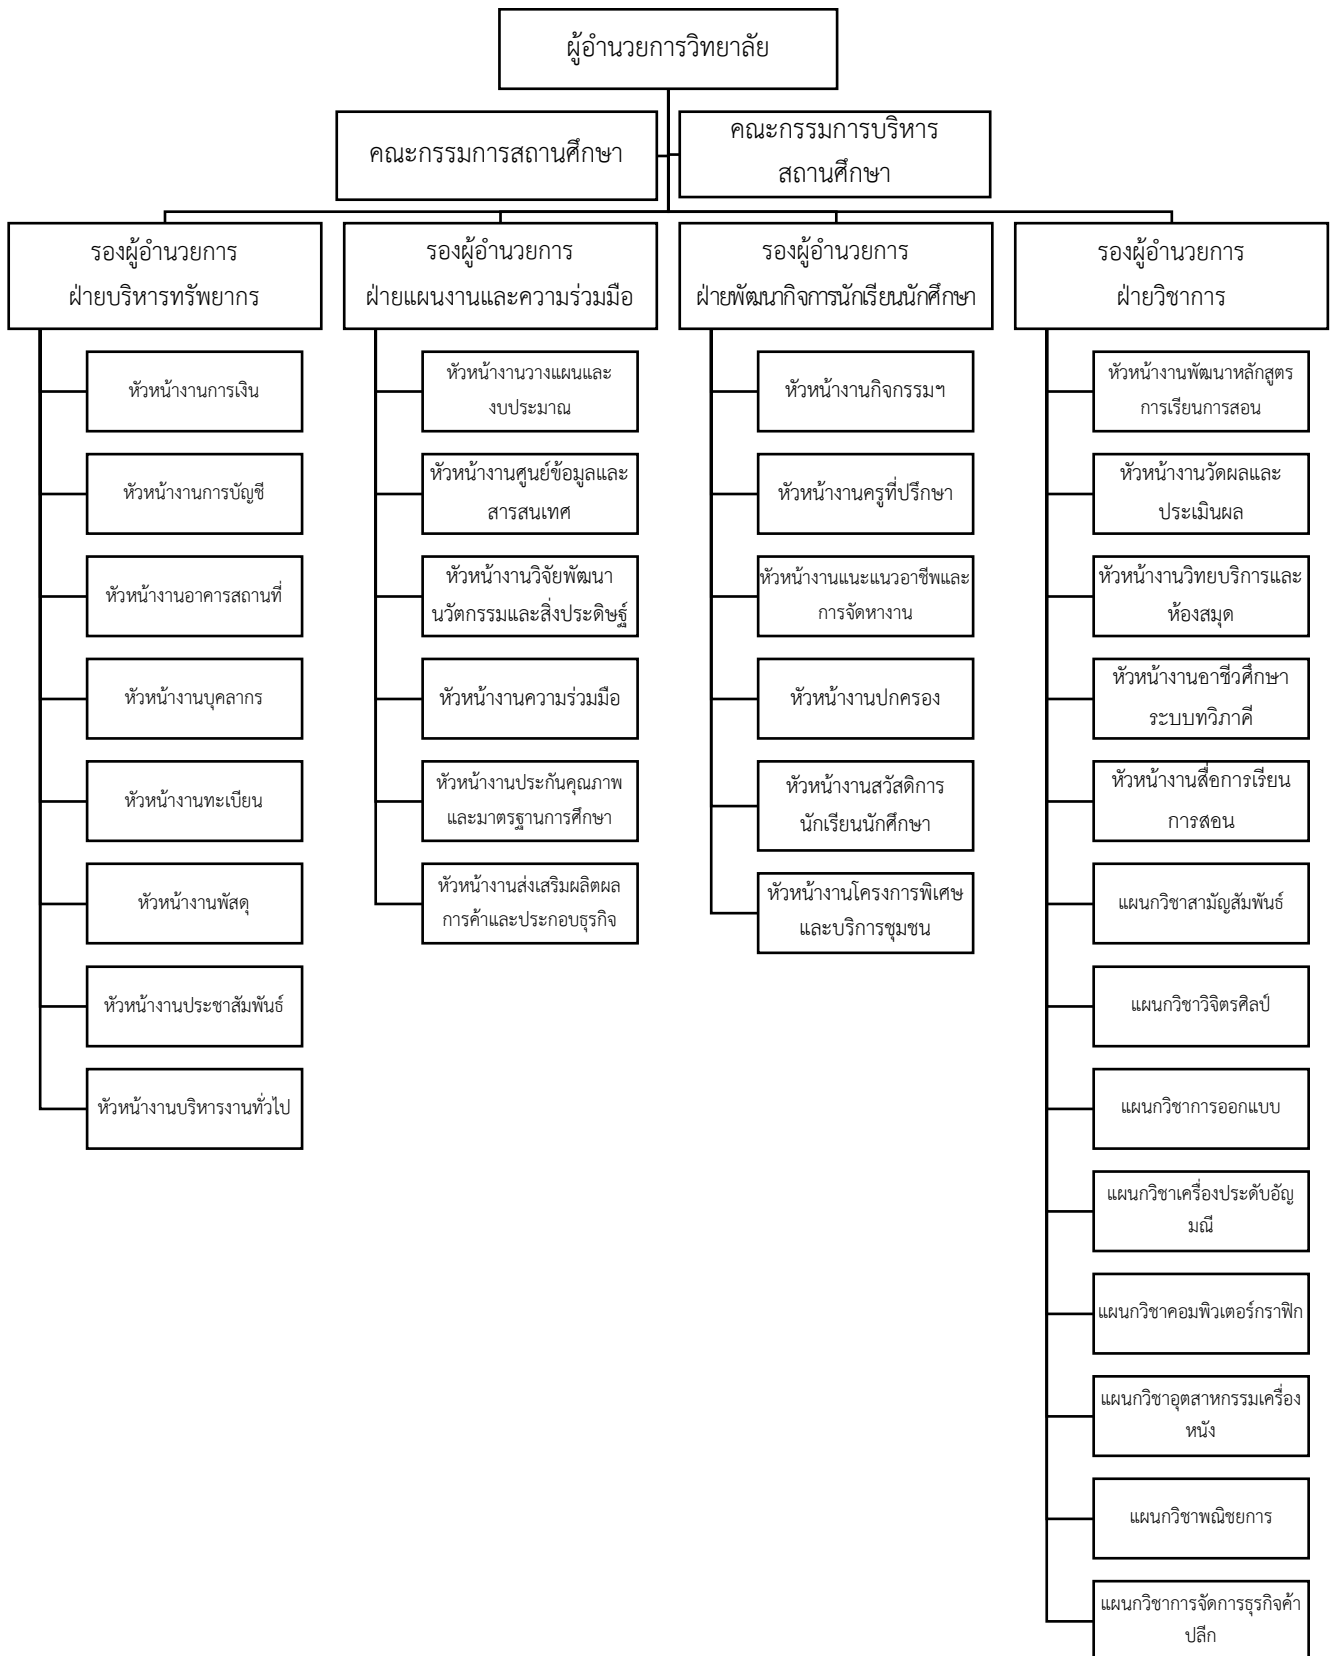 ผู้อำนวยการวิทยาลัย
คณะกรรมการสถานศึกษา
คณะกรรมการบริหาร
สถานศึกษา
รองผู้อำนวยการ
ฝ่ายบริหารทรัพยากร
หัวหน้างานการเงิน
หัวหน้างานการบัญชี
หัวหน้างานอาคารสถานที่
หัวหน้างานบุคลากร
หัวหน้างานทะเบียน
หัวหน้างานพัสดุ
หัวหน้างานประชาสัมพันธ์
หัวหน้างานบริหารงานทั่วไป
รองผู้อำนวยการ
ฝ่ายแผนงานและความร่วมมือ
หัวหน้างานวางแผนและ
งบประมาณ
หัวหน้างานศูนย์ข้อมูลและ
สารสนเทศ
หัวหน้างานวิจัยพัฒนา
นวัตกรรมและสิ่งประดิษฐ์
หัวหน้างานความร่วมมือ
หัวหน้างานประกันคุณภาพ
และมาตรฐานการศึกษา
หัวหน้างานส่งเสริมผลิตผล
การค้าและประกอบธุรกิจ
รองผู้อำนวยการ
ฝ่ายพัฒนากิจการนักเรียนนักศึกษา
หัวหน้างานกิจกรรมฯ
หัวหน้างานครูที่ปรึกษา
หัวหน้างานแนะแนวอาชีพและ
การจัดหางาน
หัวหน้างานปกครอง
หัวหน้างานสวัสดิการ
นักเรียนนักศึกษา
หัวหน้างานโครงการพิเศษ
และบริการชุมชน
รองผู้อำนวยการ
ฝ่ายวิชาการ
หัวหน้างานพัฒนาหลักสูตร
การเรียนการสอน
หัวหน้างานวัดผลและ
ประเมินผล
หัวหน้างานวิทยบริการและ
ห้องสมุด
หัวหน้างานอาชีวศึกษา
ระบบทวิภาคี
หัวหน้างานสื่อการเรียน
การสอน
แผนกวิชาสามัญสัมพันธ์
แผนกวิชาวิจิตรศิลป์
แผนกวิชาการออกแบบ
แผนกวิชาเครื่องประดับอัญ
มณี
แผนกวิชาคอมพิวเตอร์กราฟิก
แผนกวิชาอุตสาหกรรมเครื่อง
หนัง
แผนกวิชาพณิชยการ
แผนกวิชาการจัดการธุรกิจค้า
ปลีก